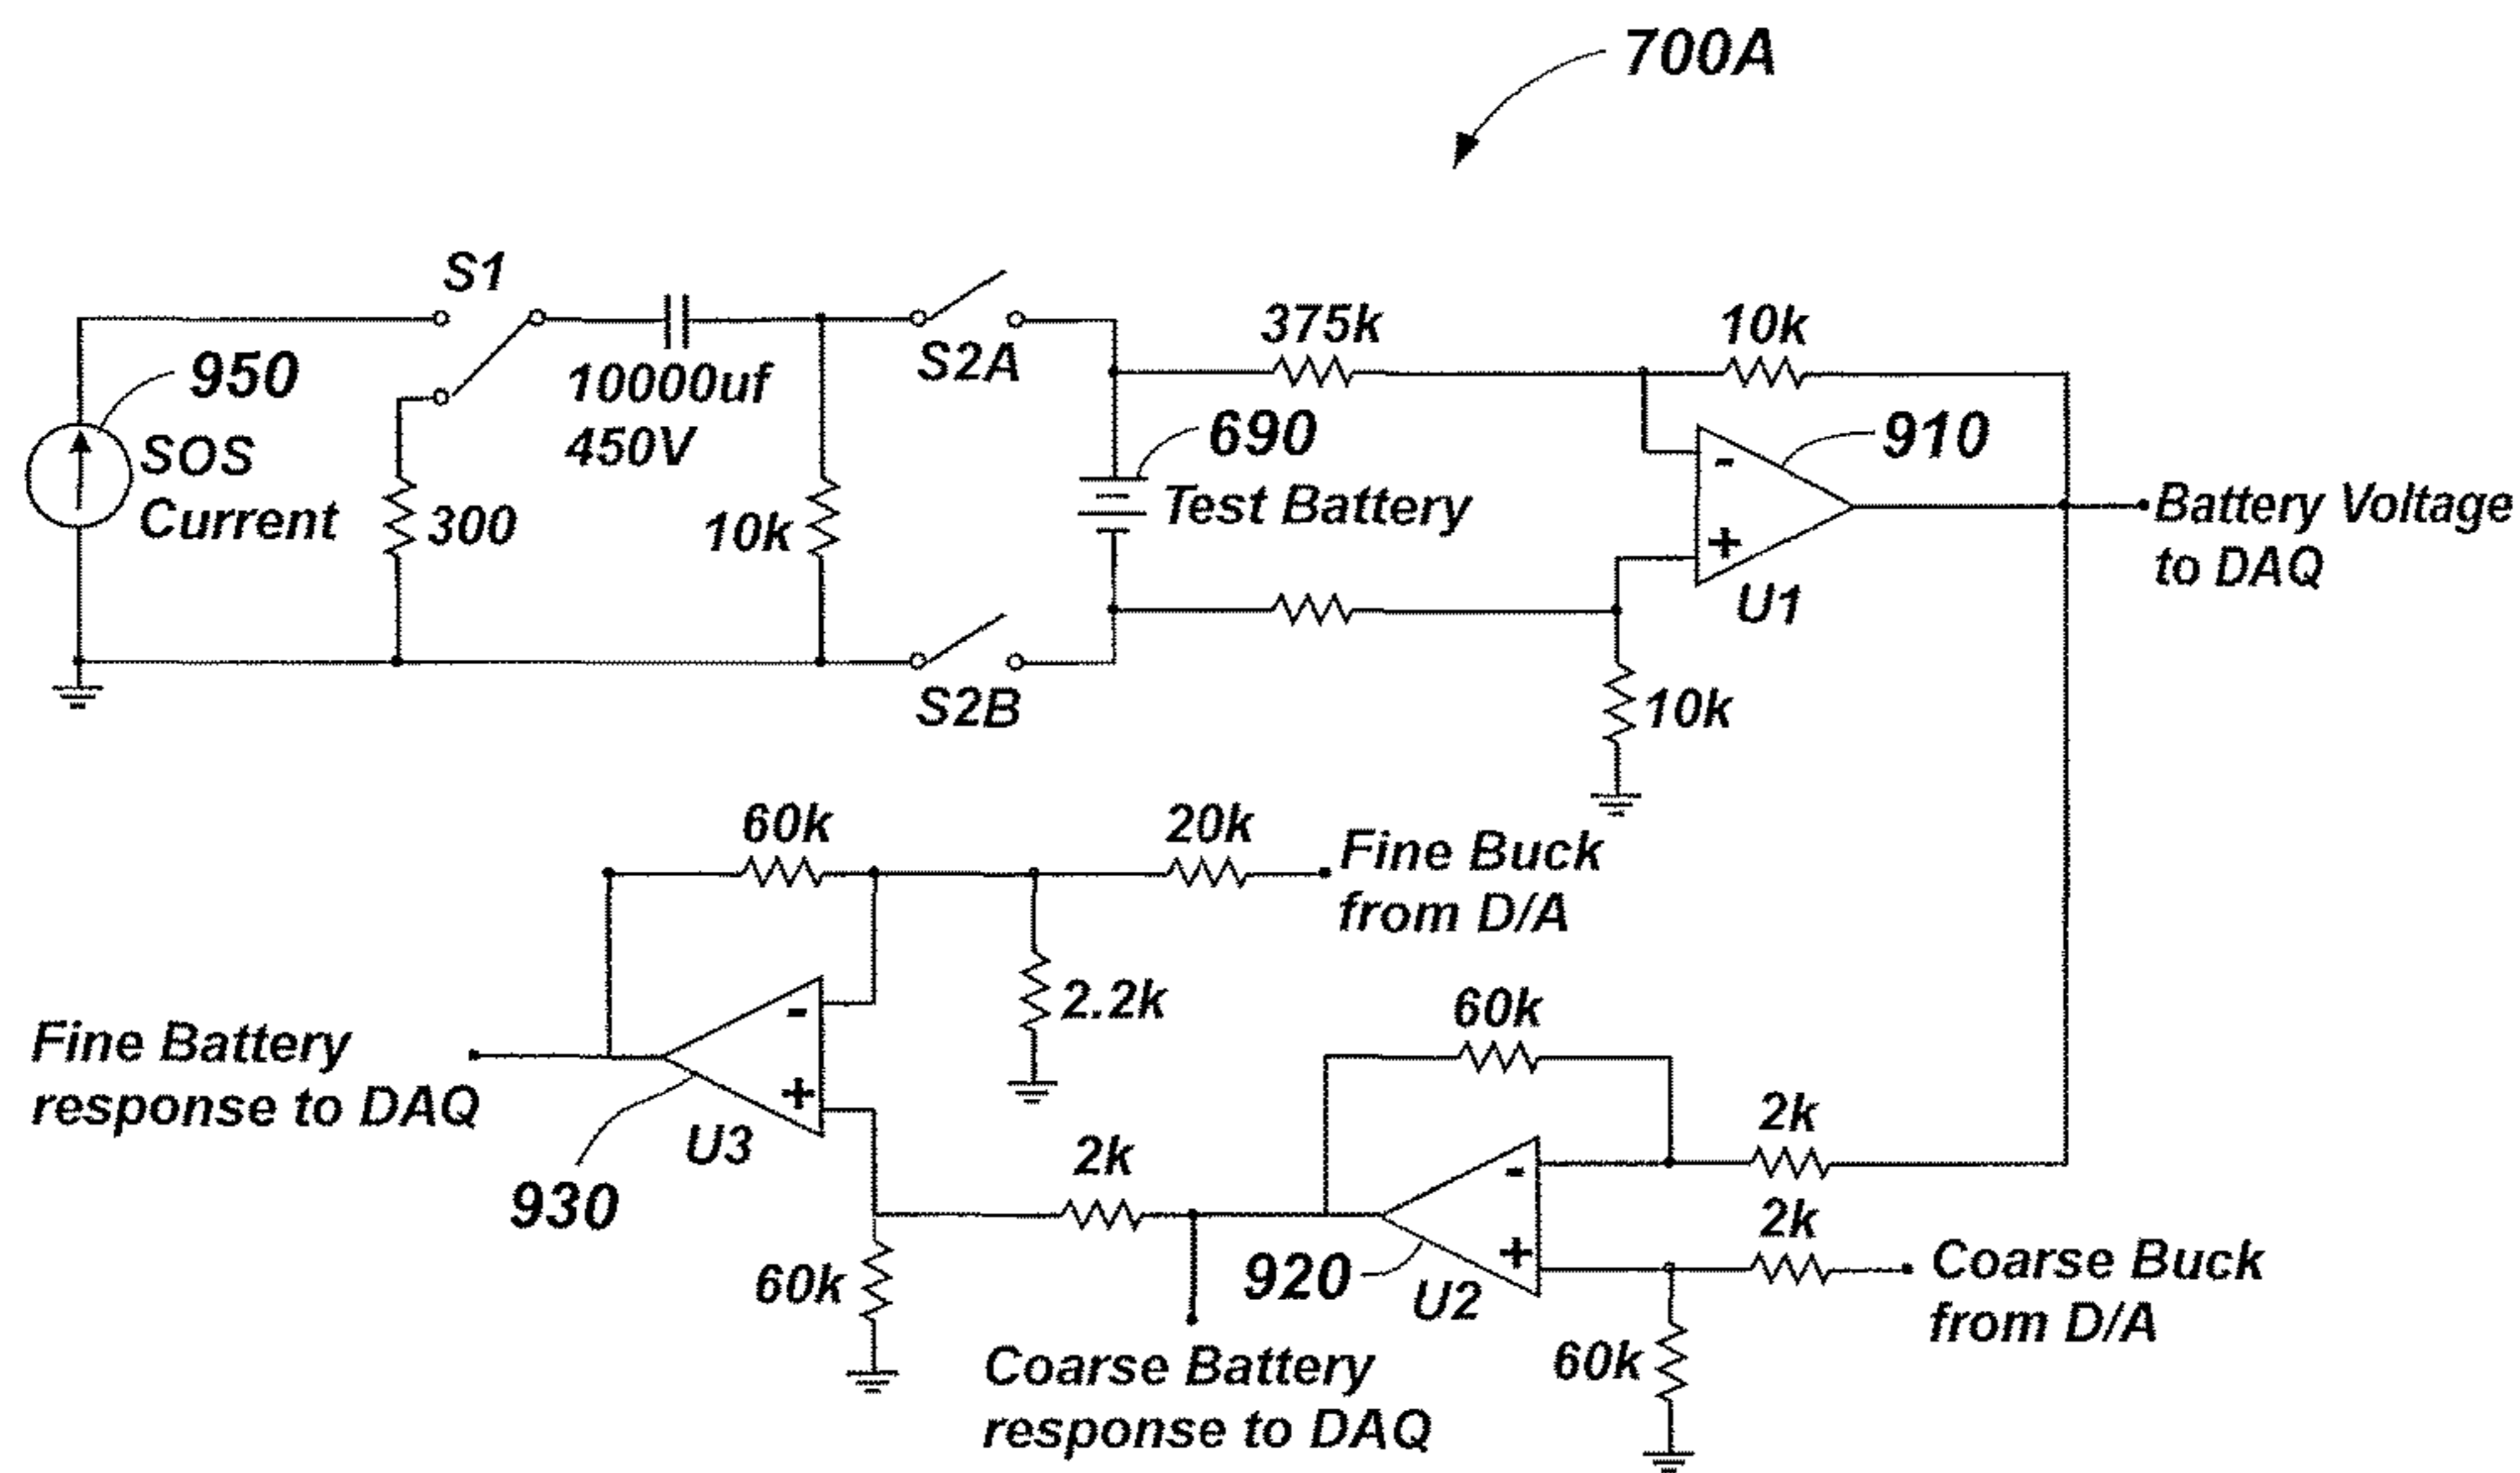 700A
S1
950
SOS
Current
300
10000uf
450V
10k
S2A
S2B
690
Test Battery
375k
10k
910
-
+
U1
10k
Battery Voltage
to DAQ
60k
20k
Fine Buck
from D/A
2.2k
-
+
U3
930
Fine Battery
response to DAQ
2k
60k
60k
2k
2k
-
+
920
U2
Coarse Buck
from D/A
60k
Coarse Battery
response to DAQ